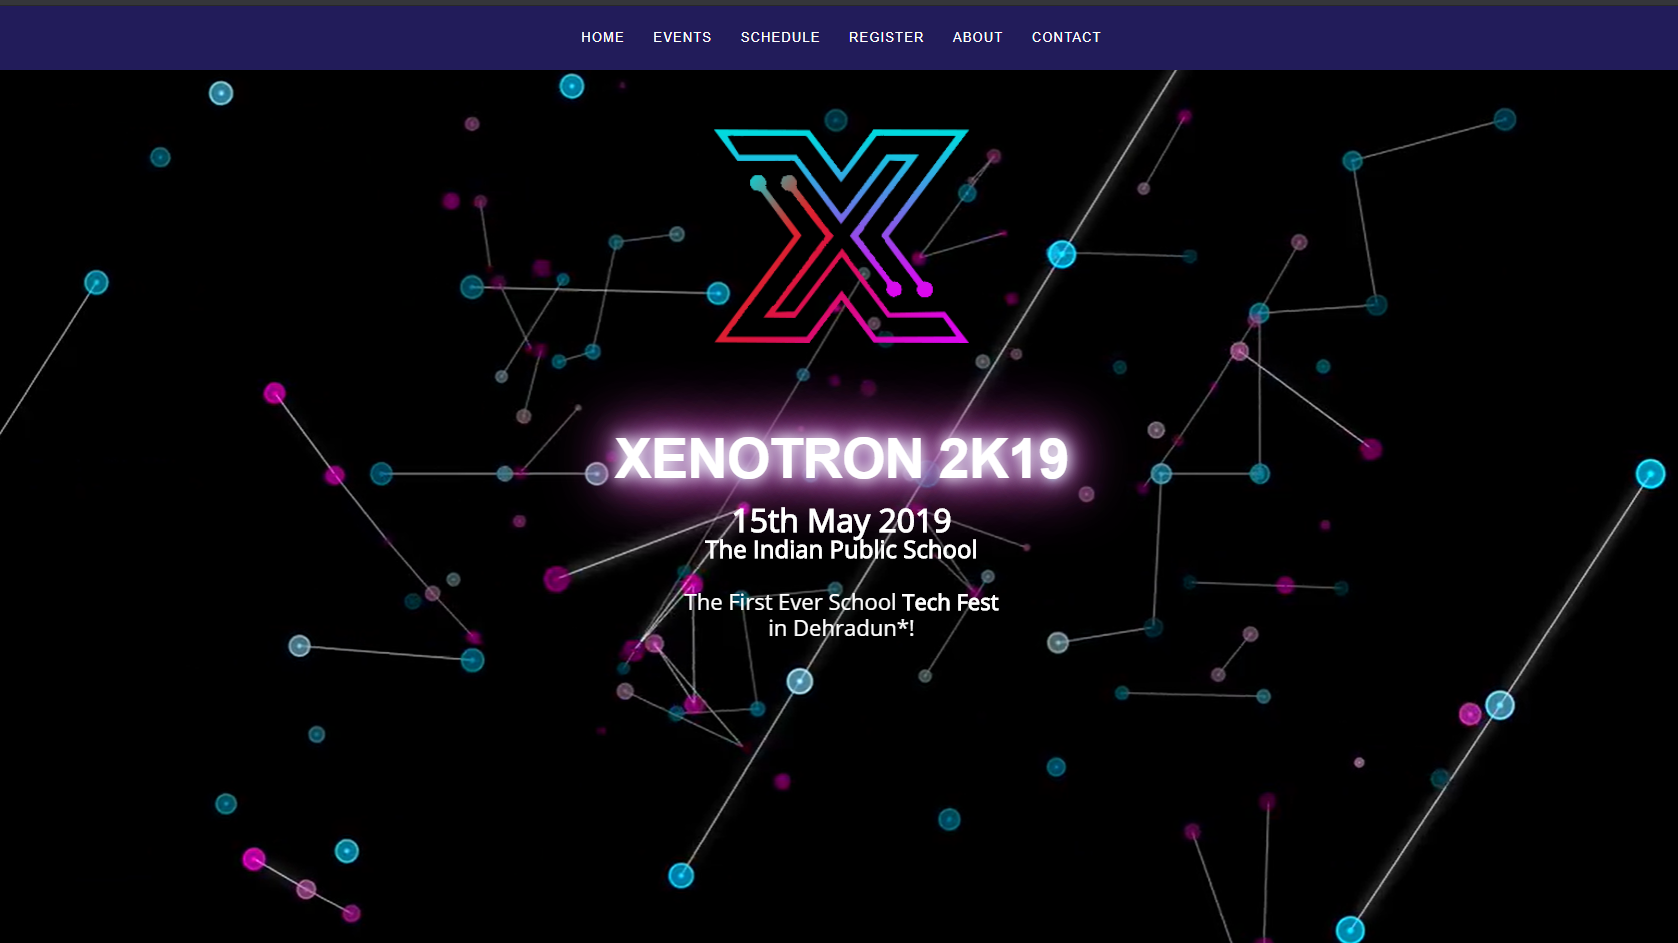 HOME EVENTS SCHEDULE REGISTER ABOUT CONTACT
XENOTRON 2K19
15th May 2019
The Indian Public School
The First Ever School Tech Fest
in Dehradun*!